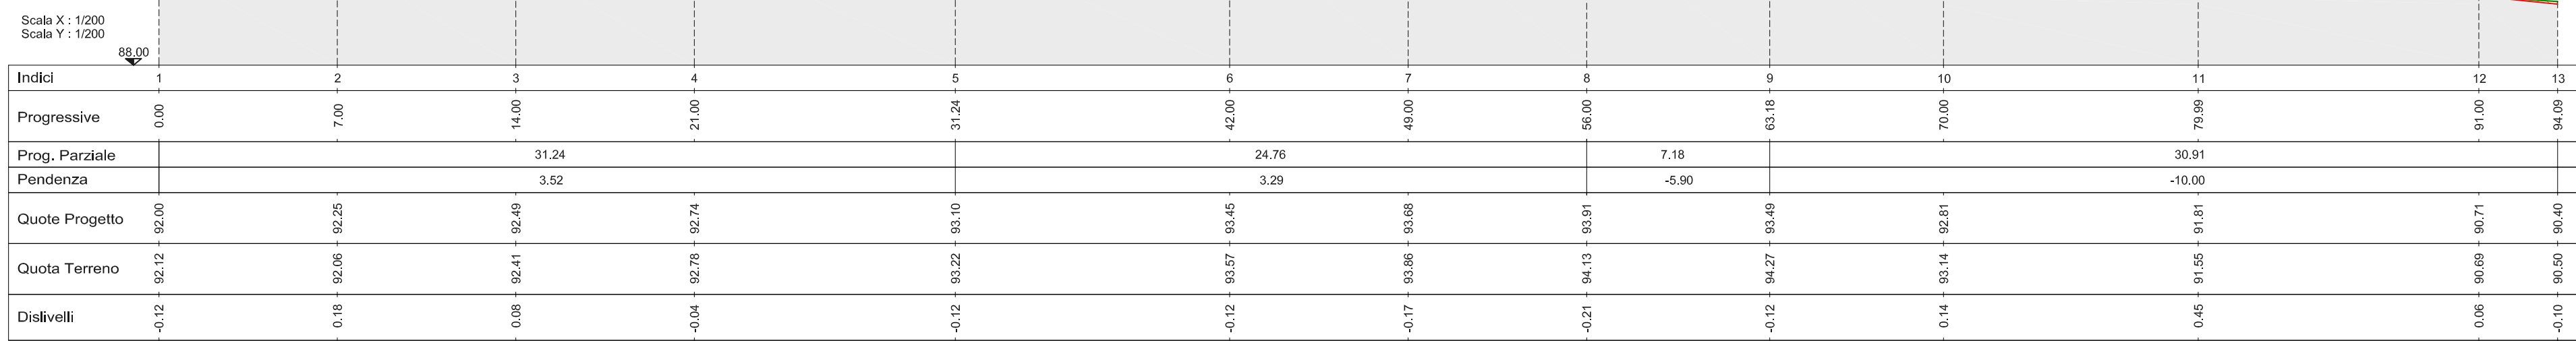 Scala X : 1/200
Scala Y : 1/200
88.00
Indici 1 2 3 4 5 6 7 8 9 10 11 12 13
Progressive 0.00 7.00 14.00 21.00 31.24 42.00 49.00 56.00 63.18 70.00 79.99 91.00 94.09
Prog. Parziale 31.24 24.76 7.18 30.91
Pendenza 3.52 3.29 -5.90 -10.00
Quote Progetto 92.00 92.25 92.49 92.74 93.10 93.45 93.68 93.91 93.49 92.81 91.81 90.71 90.40
Quota Terreno 92.12 92.06 92.41 92.78 93.22 93.57 93.86 94.13 94.27 93.14 91.55 90.69 90.50
Dislivelli -0.12 0.18 0.08 -0.04 -0.12 -0.12 -0.17 -0.21 -0.12 0.14 0.45 0.06 -0.10